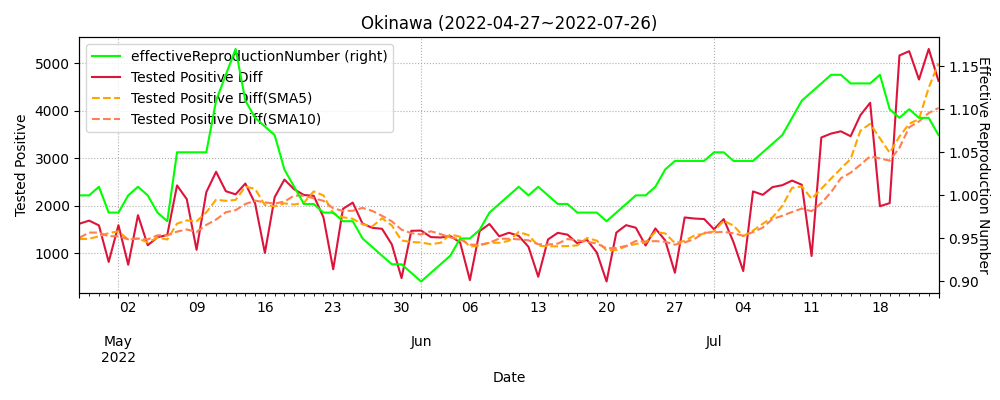 Okinawa (2022-04-27~2022-07-26)
effectiveReproductionNumber (right)
Tested Positive Diff
Tested Positive Diff(SMA5)
Tested Positive Diff(SMA10)
Tested Positive
5000
4000
3000
2000
1000
1.15
1.10
1.05
1.00
0.95
0.90
Effective Reproduction Number
02 09 16 23 30 06 13 20 27 04 11 18
May Jun Jul
2022
Date